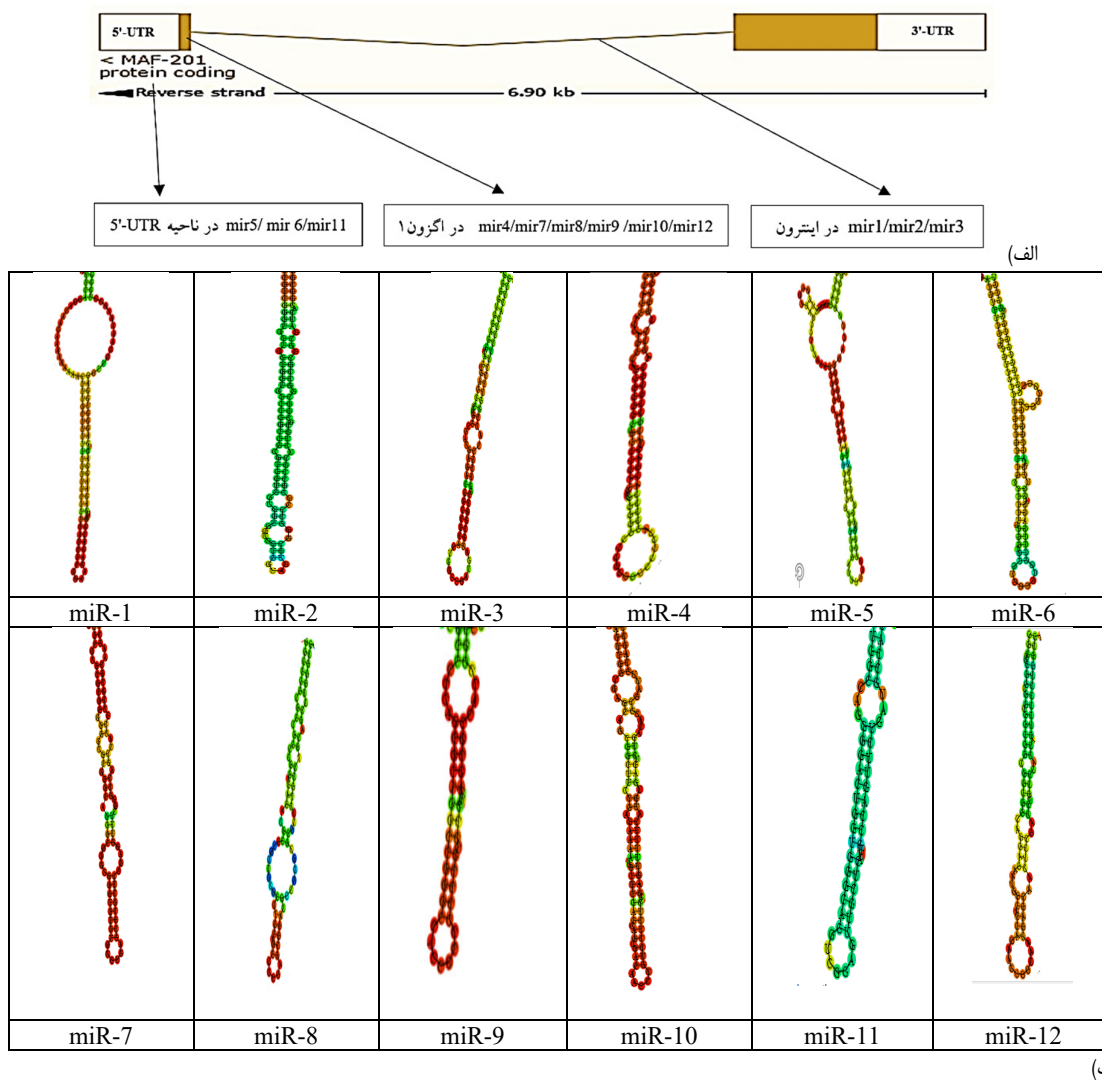 5'-UTR
3'-UTR
< MAF-201
protein coding
Reverse strand
6.90 kb
mir5/ mir 6/mir11 در ناحیه 5'-UTR
mir4/mir7/mir8/mir9 /mir10/mir12 در اگزون۱
mir1/mir2/mir3 در اینترون
الف)
miR-1
miR-2
miR-3
miR-4
miR-5
miR-6
miR-7
miR-8
miR-9
miR-10
miR-11
miR-12